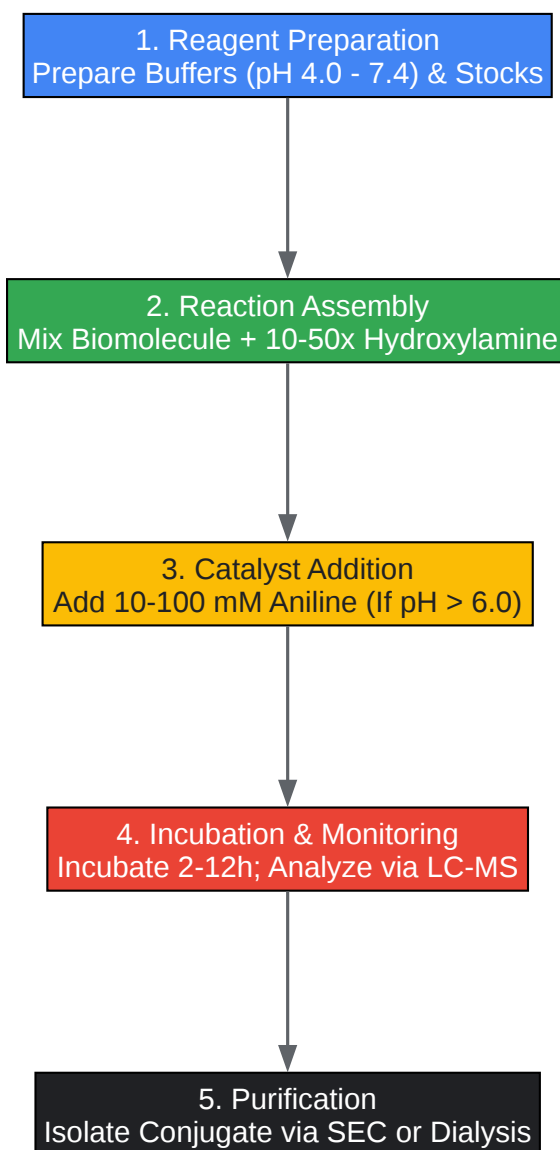 1. Reagent Preparation
Prepare Buffers (pH 4.0 - 7.4) & Stocks
2. Reaction Assembly
Mix Biomolecule + 10-50x Hydroxylamine
3. Catalyst Addition
Add 10-100 mM Aniline (If pH > 6.0)
4. Incubation & Monitoring
Incubate 2-12h; Analyze via LC-MS
5. Purification
Isolate Conjugate via SEC or Dialysis